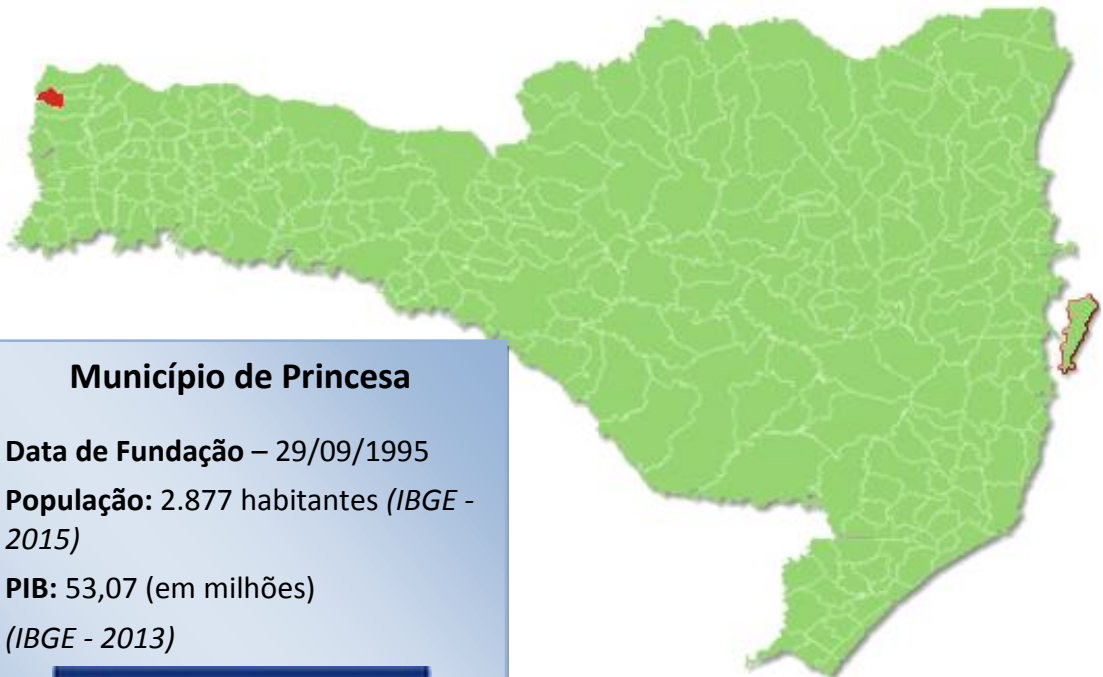 Município de Princesa
Data de Fundação – 29/09/1995
População: 2.877 habitantes (IBGE -
2015)
PIB: 53,07 (em milhões)
(IBGE - 2013)